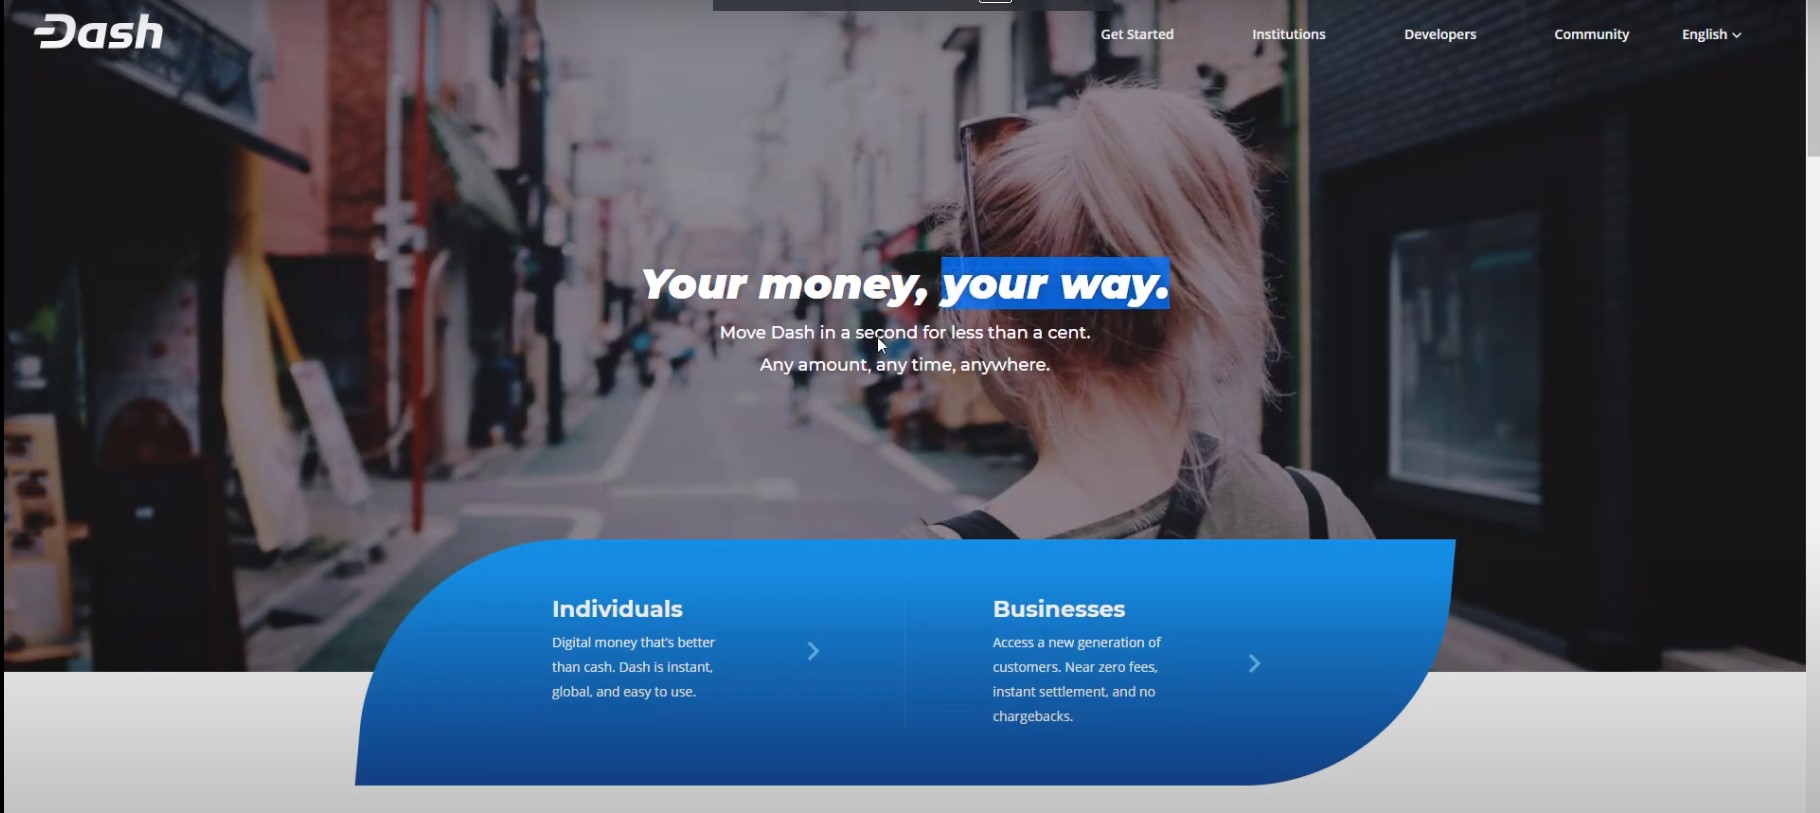 Dash
Get Started
Institutions
Developers
Community
English
Your money, your way.
Move Dash in a second for less than a cent.
Any amount, any time, anywhere.
Individuals
Digital money that's better
than cash. Dash is instant,
global, and easy to use.
Businesses
Access a new generation of
customers. Near zero fees,
instant settlement, and no
chargebacks.